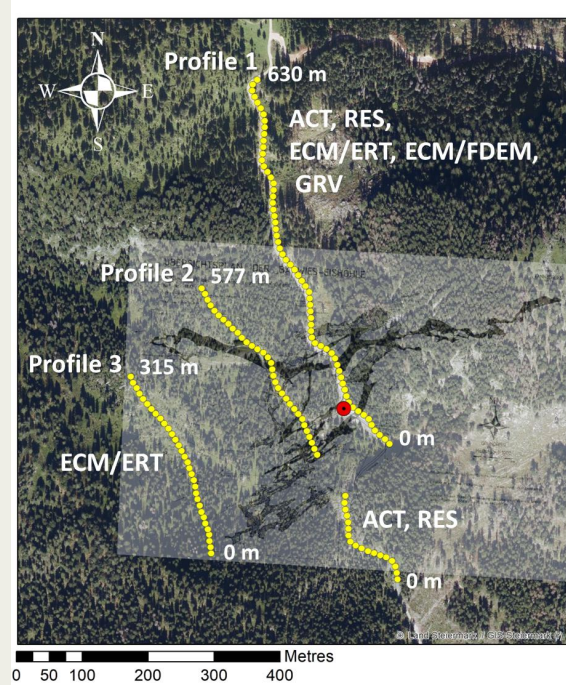 N
W E
S
Profile 1 630 m
ACT, RES,
ECM/ERT, ECM/FDEM,
GRV
Profile 2 577 m
Profile 3 315 m
ECM/ERT
0 m
ACT, RES
0 m
0 m
© Land Steiermark / GIS-Steiermark
Metres
0 50 100 200 300 400